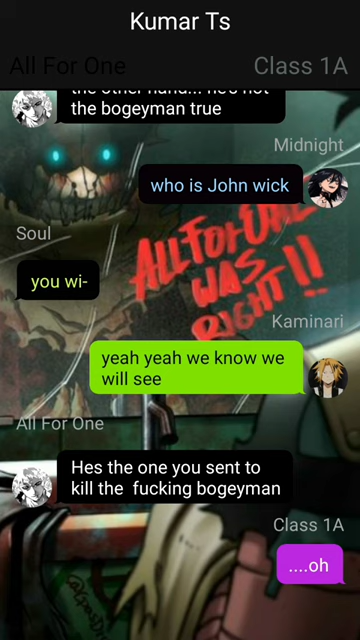 Kumar Ts
All For One
Class 1A
the other hand... he's not
the bogeyman true
Midnight
who is John wick
Soul
you wi-
ALL FOR ONE
WAS
RIGHT!!
Kaminari
yeah yeah we know we
will see
All For One
Hes the one you sent to
kill the  fucking bogeyman
Class 1A
....oh